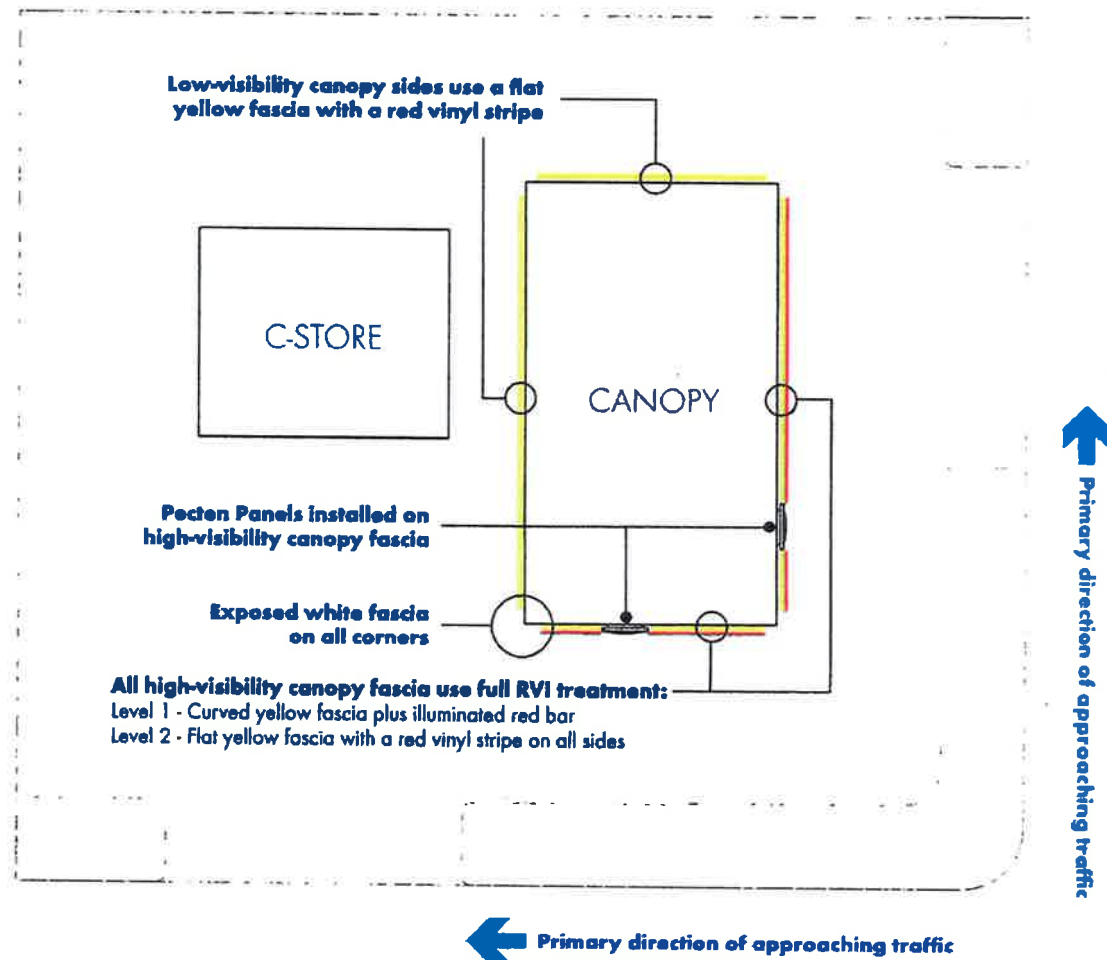 Low-visibility canopy sides use a flat
yellow fascia with a red vinyl stripe
C-STORE
CANOPY
Pecten Panels installed on
high-visibility canopy fascia
Exposed white fascia
on all corners
All high-visibility canopy fascia use full RVI treatment:
Level 1 - Curved yellow fascia plus illuminated red bar
Level 2 - Flat yellow fascia with a red vinyl stripe on all sides
Primary direction of approaching traffic
Primary direction of approaching traffic